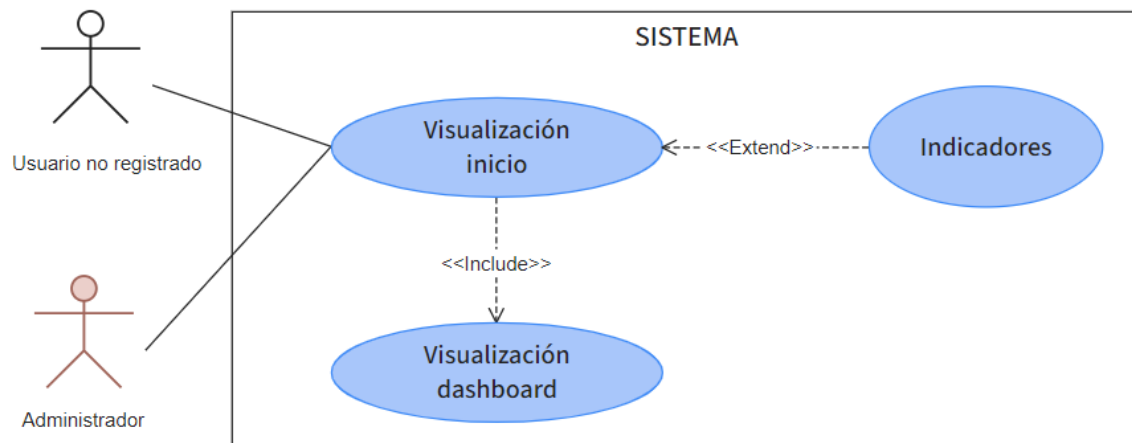 SISTEMA
Usuario no registrado
Visualización
inicio
<<Extend>>
Indicadores
<<Include>>
Administrador
Visualización
dashboard